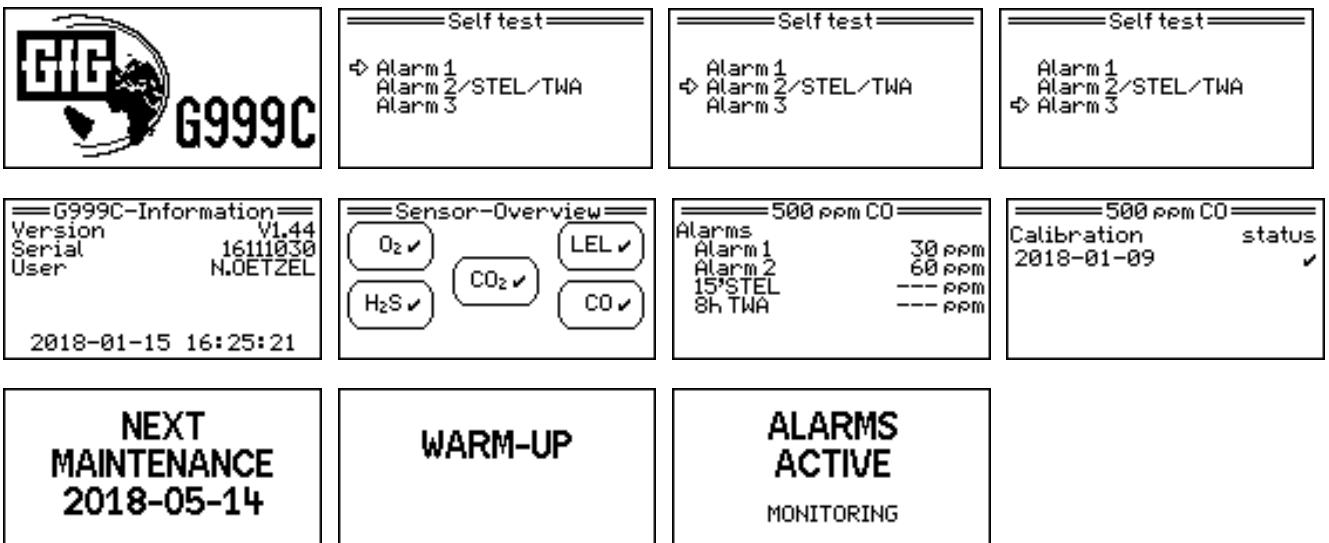 GfG
G999C
Self test
Alarm 1
Alarm 2/STEL/TWA
Alarm 3
Self test
Alarm 1
Alarm 2/STEL/TWA
Alarm 3
Self test
Alarm 1
Alarm 2/STEL/TWA
Alarm 3
G999C-Information
Version V1.44
Serial 16111030
User N.OETZEL
2018-01-15 16:25:21
Sensor-Overview
O₂ ✔ LEL ✔
CO₂ ✔
H₂S ✔ CO ✔
500 ppm CO
Alarms
Alarm 1 30 ppm
Alarm 2 60 ppm
15'STEL --- ppm
8h TWA --- ppm
500 ppm CO
Calibration status
2018-01-09 ✔
NEXT
MAINTENANCE
2018-05-14
WARM-UP
ALARMS
ACTIVE
MONITORING